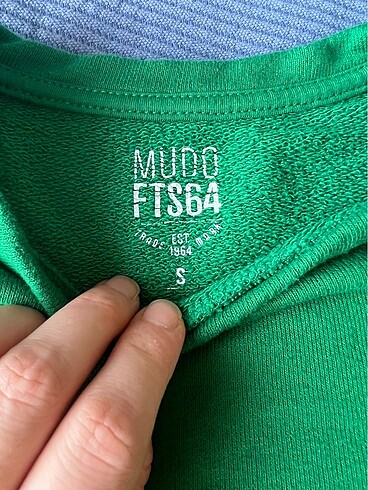 MUDO
FTS64
EST
TRADE MARK
1964
S